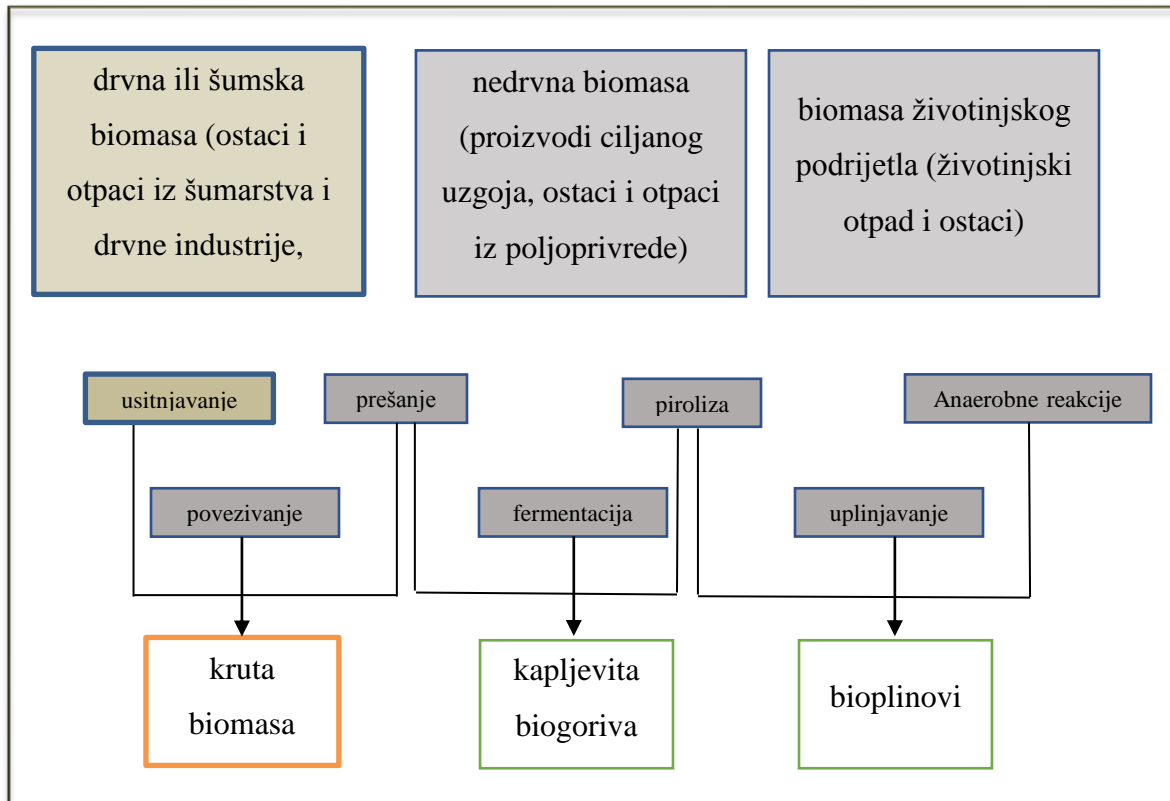 drvna ili šumska
biomasa (ostaci i
otpaci iz šumarstva i
drvne industrije,
nedrvna biomasa
(proizvodi ciljanog
uzgoja, ostaci i otpaci
iz poljoprivrede)
biomasa životinjskog
podrijetla (životinjski
otpad i ostaci)
usitnjavanje
prešanje
piroliza
Anaerobne reakcije
povezivanje
fermentacija
uplinjavanje
kruta
biomasa
kapljevita
biogoriva
bioplinovi